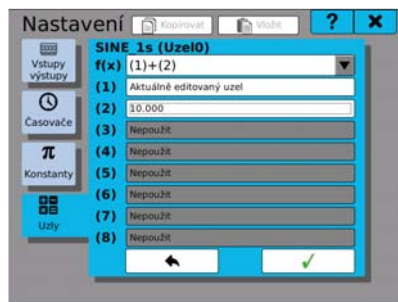 Nastavení Kopírovat Vložit ? X
SINE_1s (Uzel0)
Vstupy
výstupy
f(x) (1)+(2)
(1) Aktuálně editovaný uzel
(2) 10.000
Časovače
(3) Nepoužit
(4) Nepoužit
π
Konstanty
(5) Nepoužit
(6) Nepoužit
Uzly
(7) Nepoužit
(8) Nepoužit